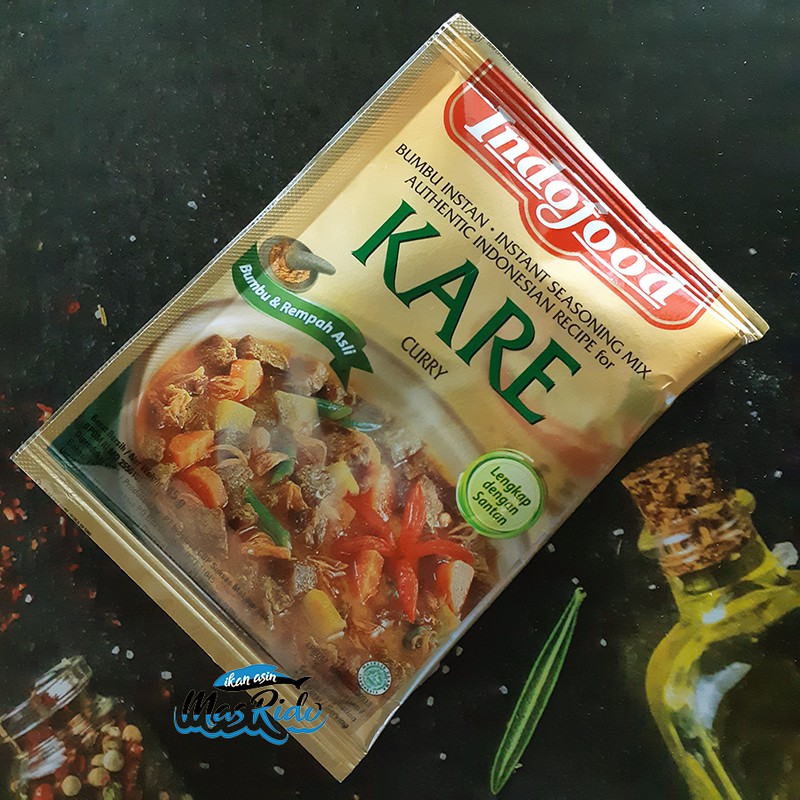 Indofood
BUMBU INSTAN • INSTANT SEASONING MIX
AUTHENTIC INDONESIAN RECIPE for
KARE
CURRY
Bumbu & Rempah Asli
Lengkap
dengan
Santan
ikan asin
MasRido